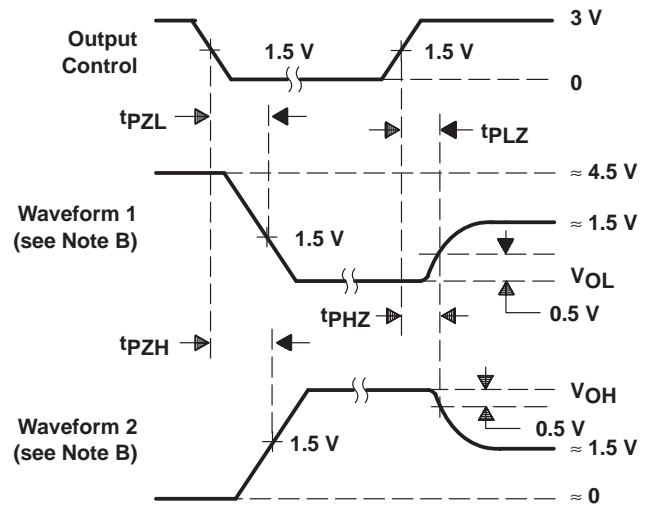 3 V
Output
Control
1.5 V
1.5 V
0
tPZL
tPLZ
≈ 4.5 V
Waveform 1
(see Note B)
≈ 1.5 V
1.5 V
VOL
tPHZ
0.5 V
tPZH
VOH
Waveform 2
(see Note B)
1.5 V
0.5 V
≈ 1.5 V
≈ 0